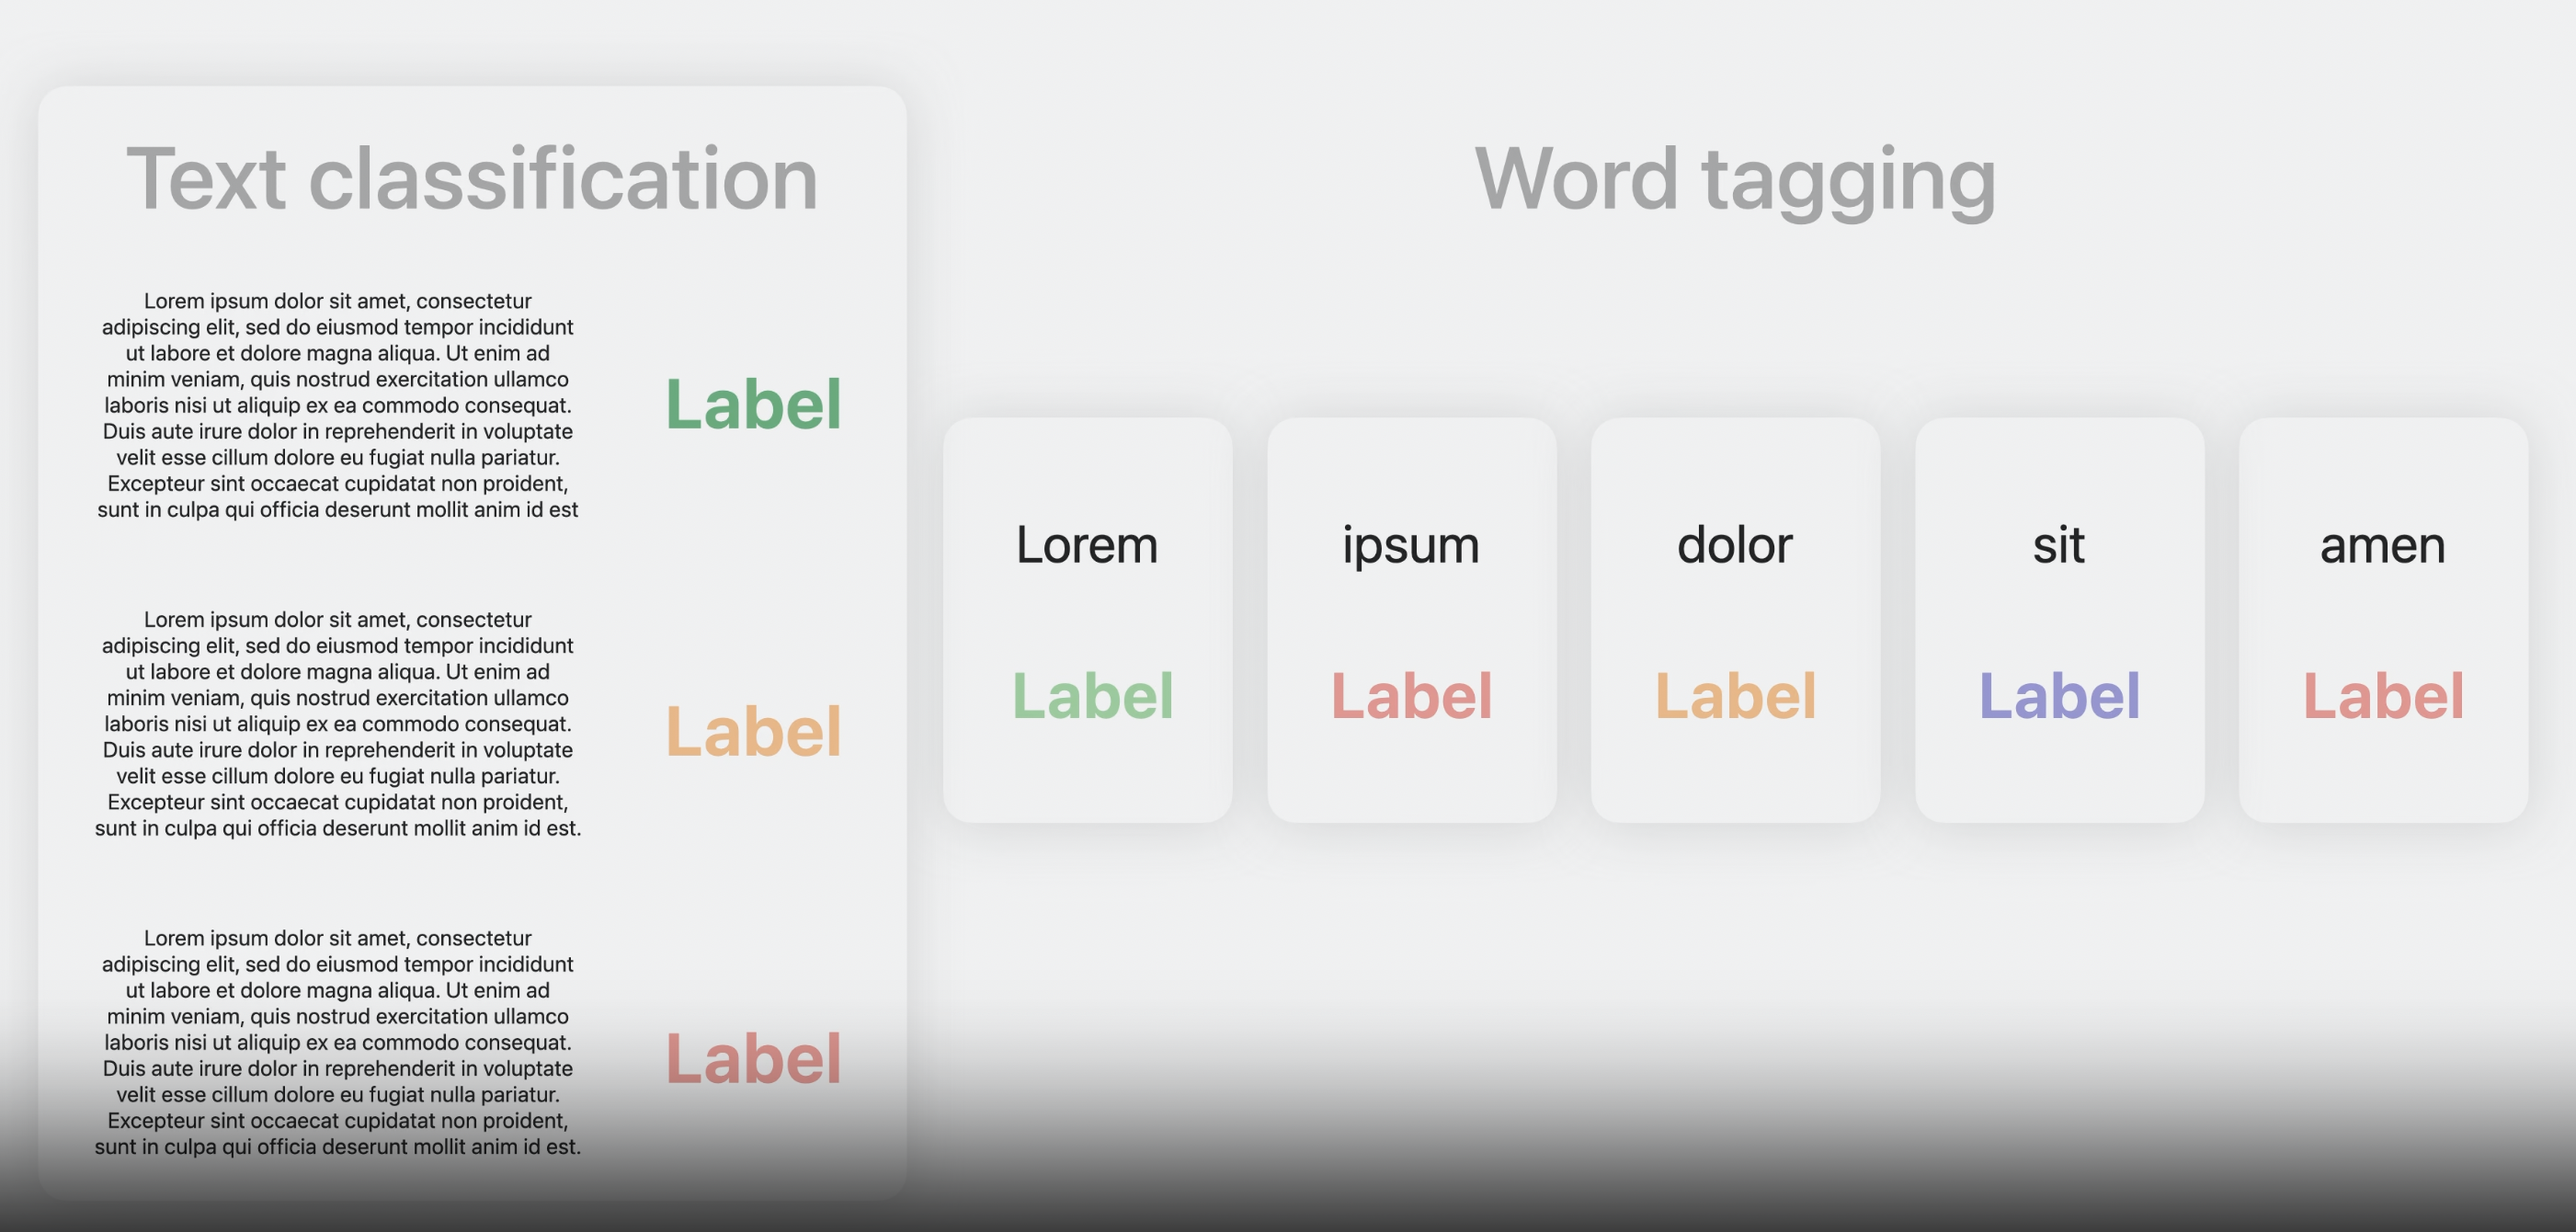 Text classification
Lorem ipsum dolor sit amet, consectetur
adipiscing elit, sed do eiusmod tempor incididunt
ut labore et dolore magna aliqua. Ut enim ad
minim veniam, quis nostrud exercitation ullamco
laboris nisi ut aliquip ex ea commodo consequat.
Duis aute irure dolor in reprehenderit in voluptate
velit esse cillum dolore eu fugiat nulla pariatur.
Excepteur sint occaecat cupidatat non proident,
sunt in culpa qui officia deserunt mollit anim id est
Label
Lorem ipsum dolor sit amet, consectetur
adipiscing elit, sed do eiusmod tempor incididunt
ut labore et dolore magna aliqua. Ut enim ad
minim veniam, quis nostrud exercitation ullamco
laboris nisi ut aliquip ex ea commodo consequat.
Duis aute irure dolor in reprehenderit in voluptate
velit esse cillum dolore eu fugiat nulla pariatur.
Excepteur sint occaecat cupidatat non proident,
sunt in culpa qui officia deserunt mollit anim id est.
Label
Lorem ipsum dolor sit amet, consectetur
adipiscing elit, sed do eiusmod tempor incididunt
ut labore et dolore magna aliqua. Ut enim ad
minim veniam, quis nostrud exercitation ullamco
laboris nisi ut aliquip ex ea commodo consequat.
Duis aute irure dolor in reprehenderit in voluptate
velit esse cillum dolore eu fugiat nulla pariatur.
Excepteur sint occaecat cupidatat non proident,
sunt in culpa qui officia deserunt mollit anim id est.
Label
Word tagging
Lorem
Label
ipsum
Label
dolor
Label
sit
Label
amen
Label